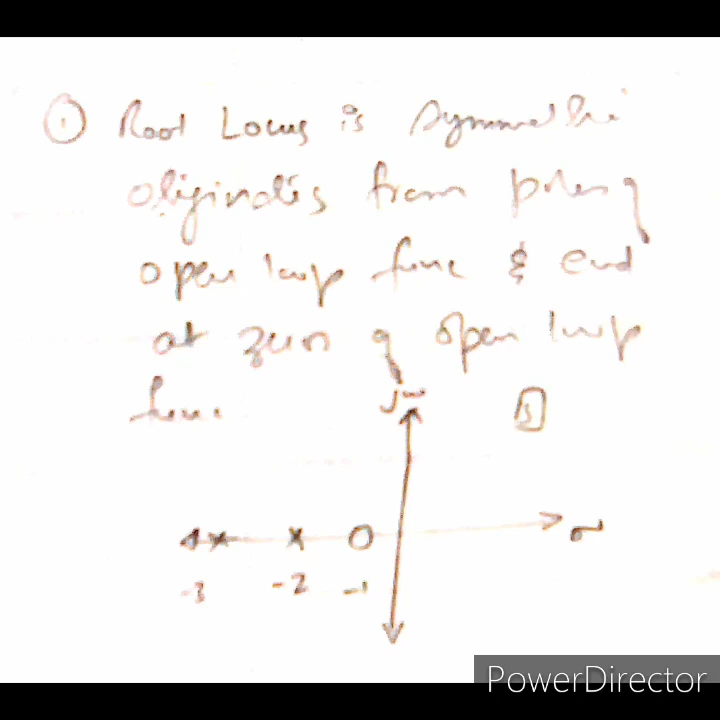 ① Root Locus is symmetric
originates from poles of
open loop func & end
at zeros of open loop
func
jω
s
σ
-3 -2 -1
PowerDirector